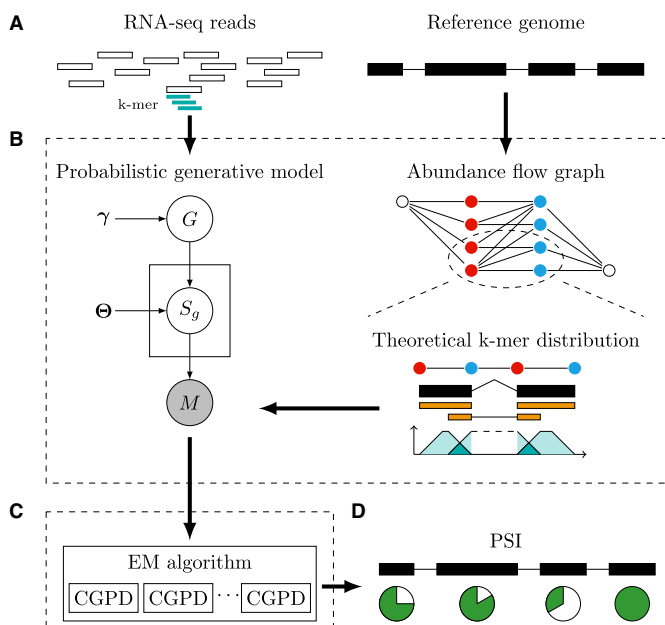 A
RNA-seq reads
Reference genome
k-mer
B
Probabilistic generative model
Abundance flow graph
γ
G
Θ
S_g
Theoretical k-mer distribution
M
C
D
EM algorithm
PSI
CGPD CGPD ··· CGPD